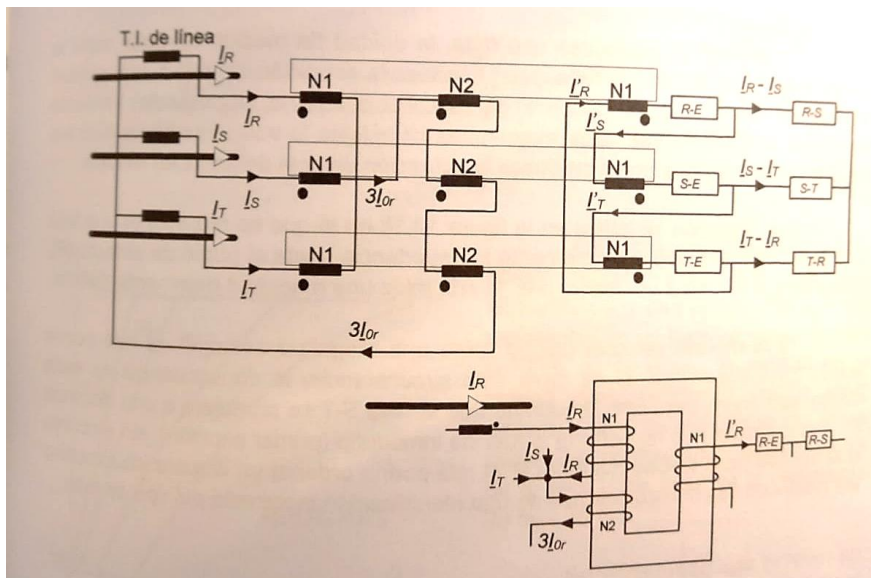 T.I. de línea
I_R
I_R
N1
N2
I'_R
N1
R-E
I_R - I_S
R-S
I_S
I_S
N1
3I_0r
N2
I'_S
N1
S-E
I_S - I_T
S-T
I_T
I_T
N1
N2
I'_T
N1
T-E
I_T - I_R
T-R
3I_0r
I_R
I_R
N1
N1
I'_R
R-E
R-S
I_S
I_R
I_T
N2
3I_0r